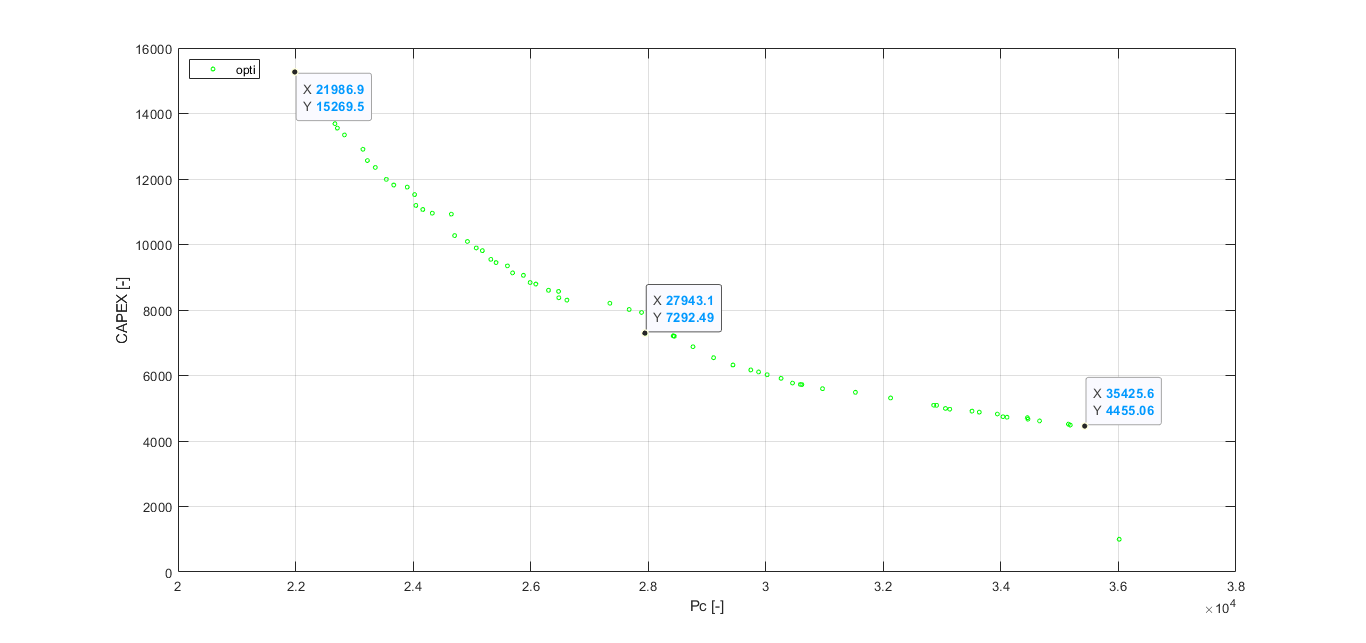 16000
opti
X 21986.9
Y 15269.5
14000
12000
10000
CAPEX [-]
X 27943.1
Y 7292.49
8000
6000
X 35425.6
Y 4455.06
4000
2000
0
2 2.2 2.4 2.6 2.8 3 3.2 3.4 3.6 3.8
Pc [-]
×10⁴